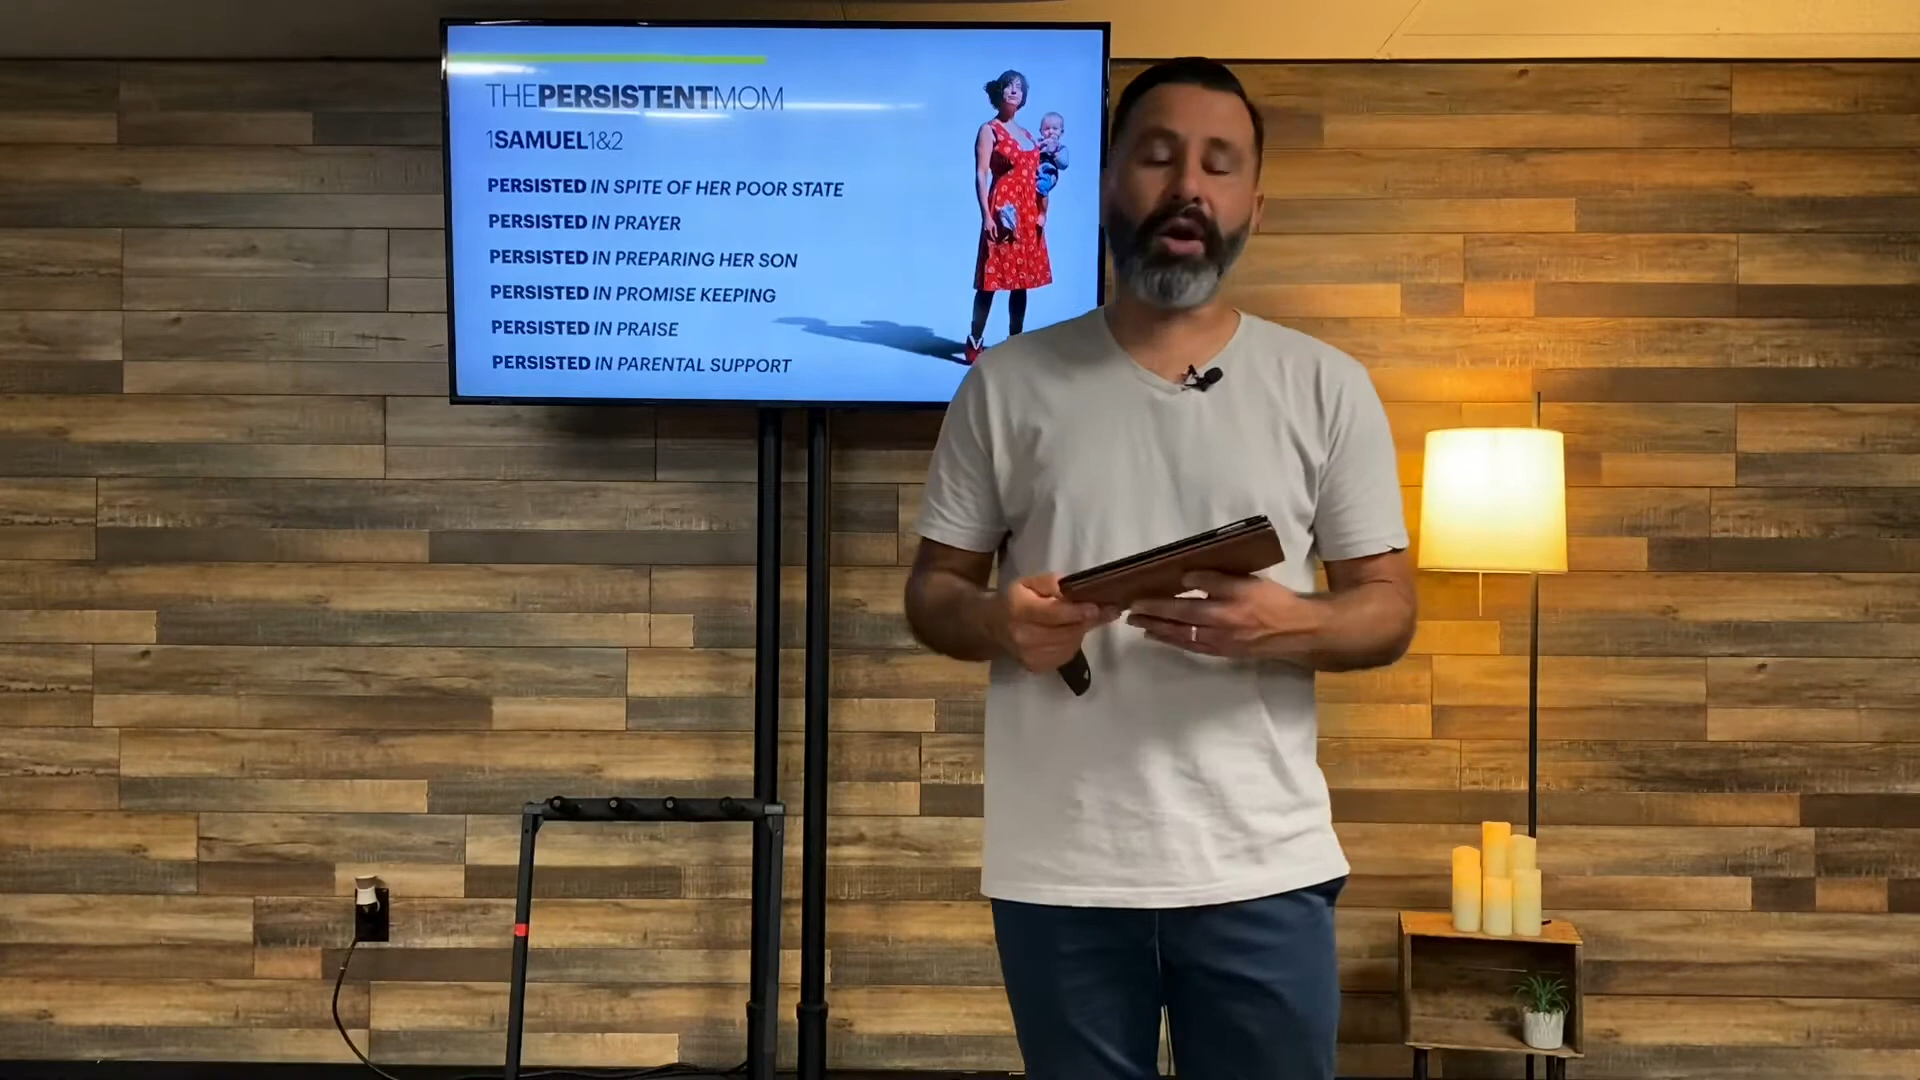 THEPERSISTENTMOM
1SAMUEL1&2
PERSISTED IN SPITE OF HER POOR STATE
PERSISTED IN PRAYER
PERSISTED IN PREPARING HER SON
PERSISTED IN PROMISE KEEPING
PERSISTED IN PRAISE
PERSISTED IN PARENTAL SUPPORT